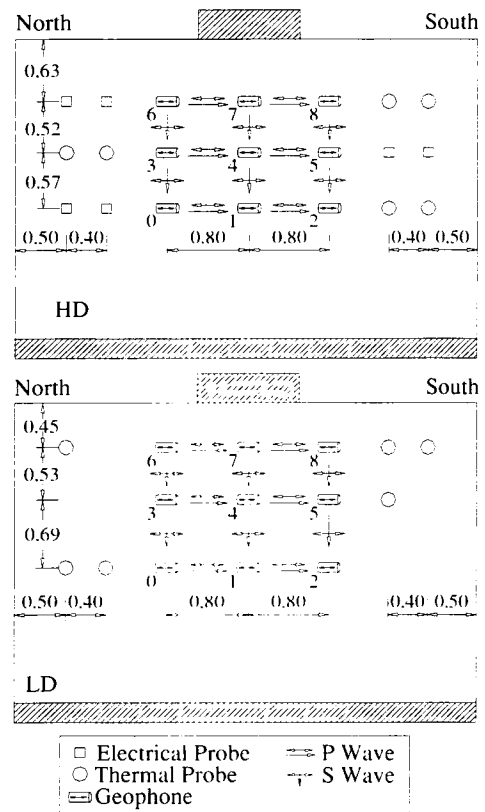 North South
0.63
6 7 8
0.52
3 4 5
0.57
0 1 2
0.50 0.40 0.80 0.80 0.40 0.50
HD
North South
0.45
6 7 8
0.53
3 4 5
0.69
0 1 2
0.50 0.40 0.80 0.80 0.40 0.50
LD
Electrical Probe P Wave
Thermal Probe S Wave
Geophone